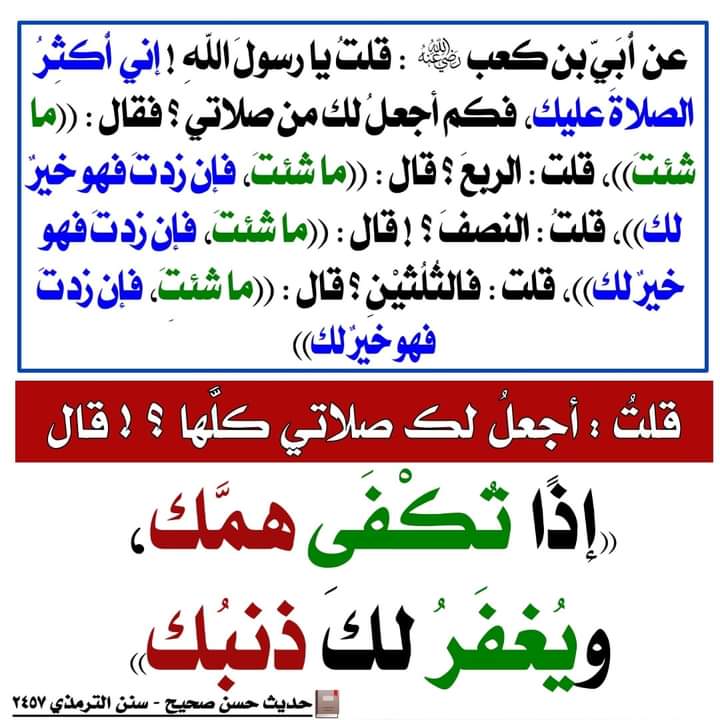 عن أبَيّ بن كعب رضي الله عنه : قلتُ يا رسولَ اللهِ ! إني أكثِرُ
الصلاةَ عليك، فكم أجعلُ لك من صلاتي ؟ فقال : ((ما
شئتَ))، قلت : الربعَ ؟ قال : ((ما شئتَ، فإن زدتَ فهو خيرٌ
لك))، قلتُ : النصفَ ؟ ! قال : ((ما شئتَ، فإن زدتَ فهو
خيرٌ لك))، قلت : فالثُلُثَيْنِ ؟ قال : ((ما شئتِ، فإن زدتَ
فهو خيرٌ لك))
قلتُ : أجعلُ لك صلاتي كلَّها ؟ ! قال
((إذًا تُكْفَى همَّك،
ويُغفَرُ لكَ ذنبُك))
حديث حسن صحيح - سنن الترمذي ٢٤٥٧